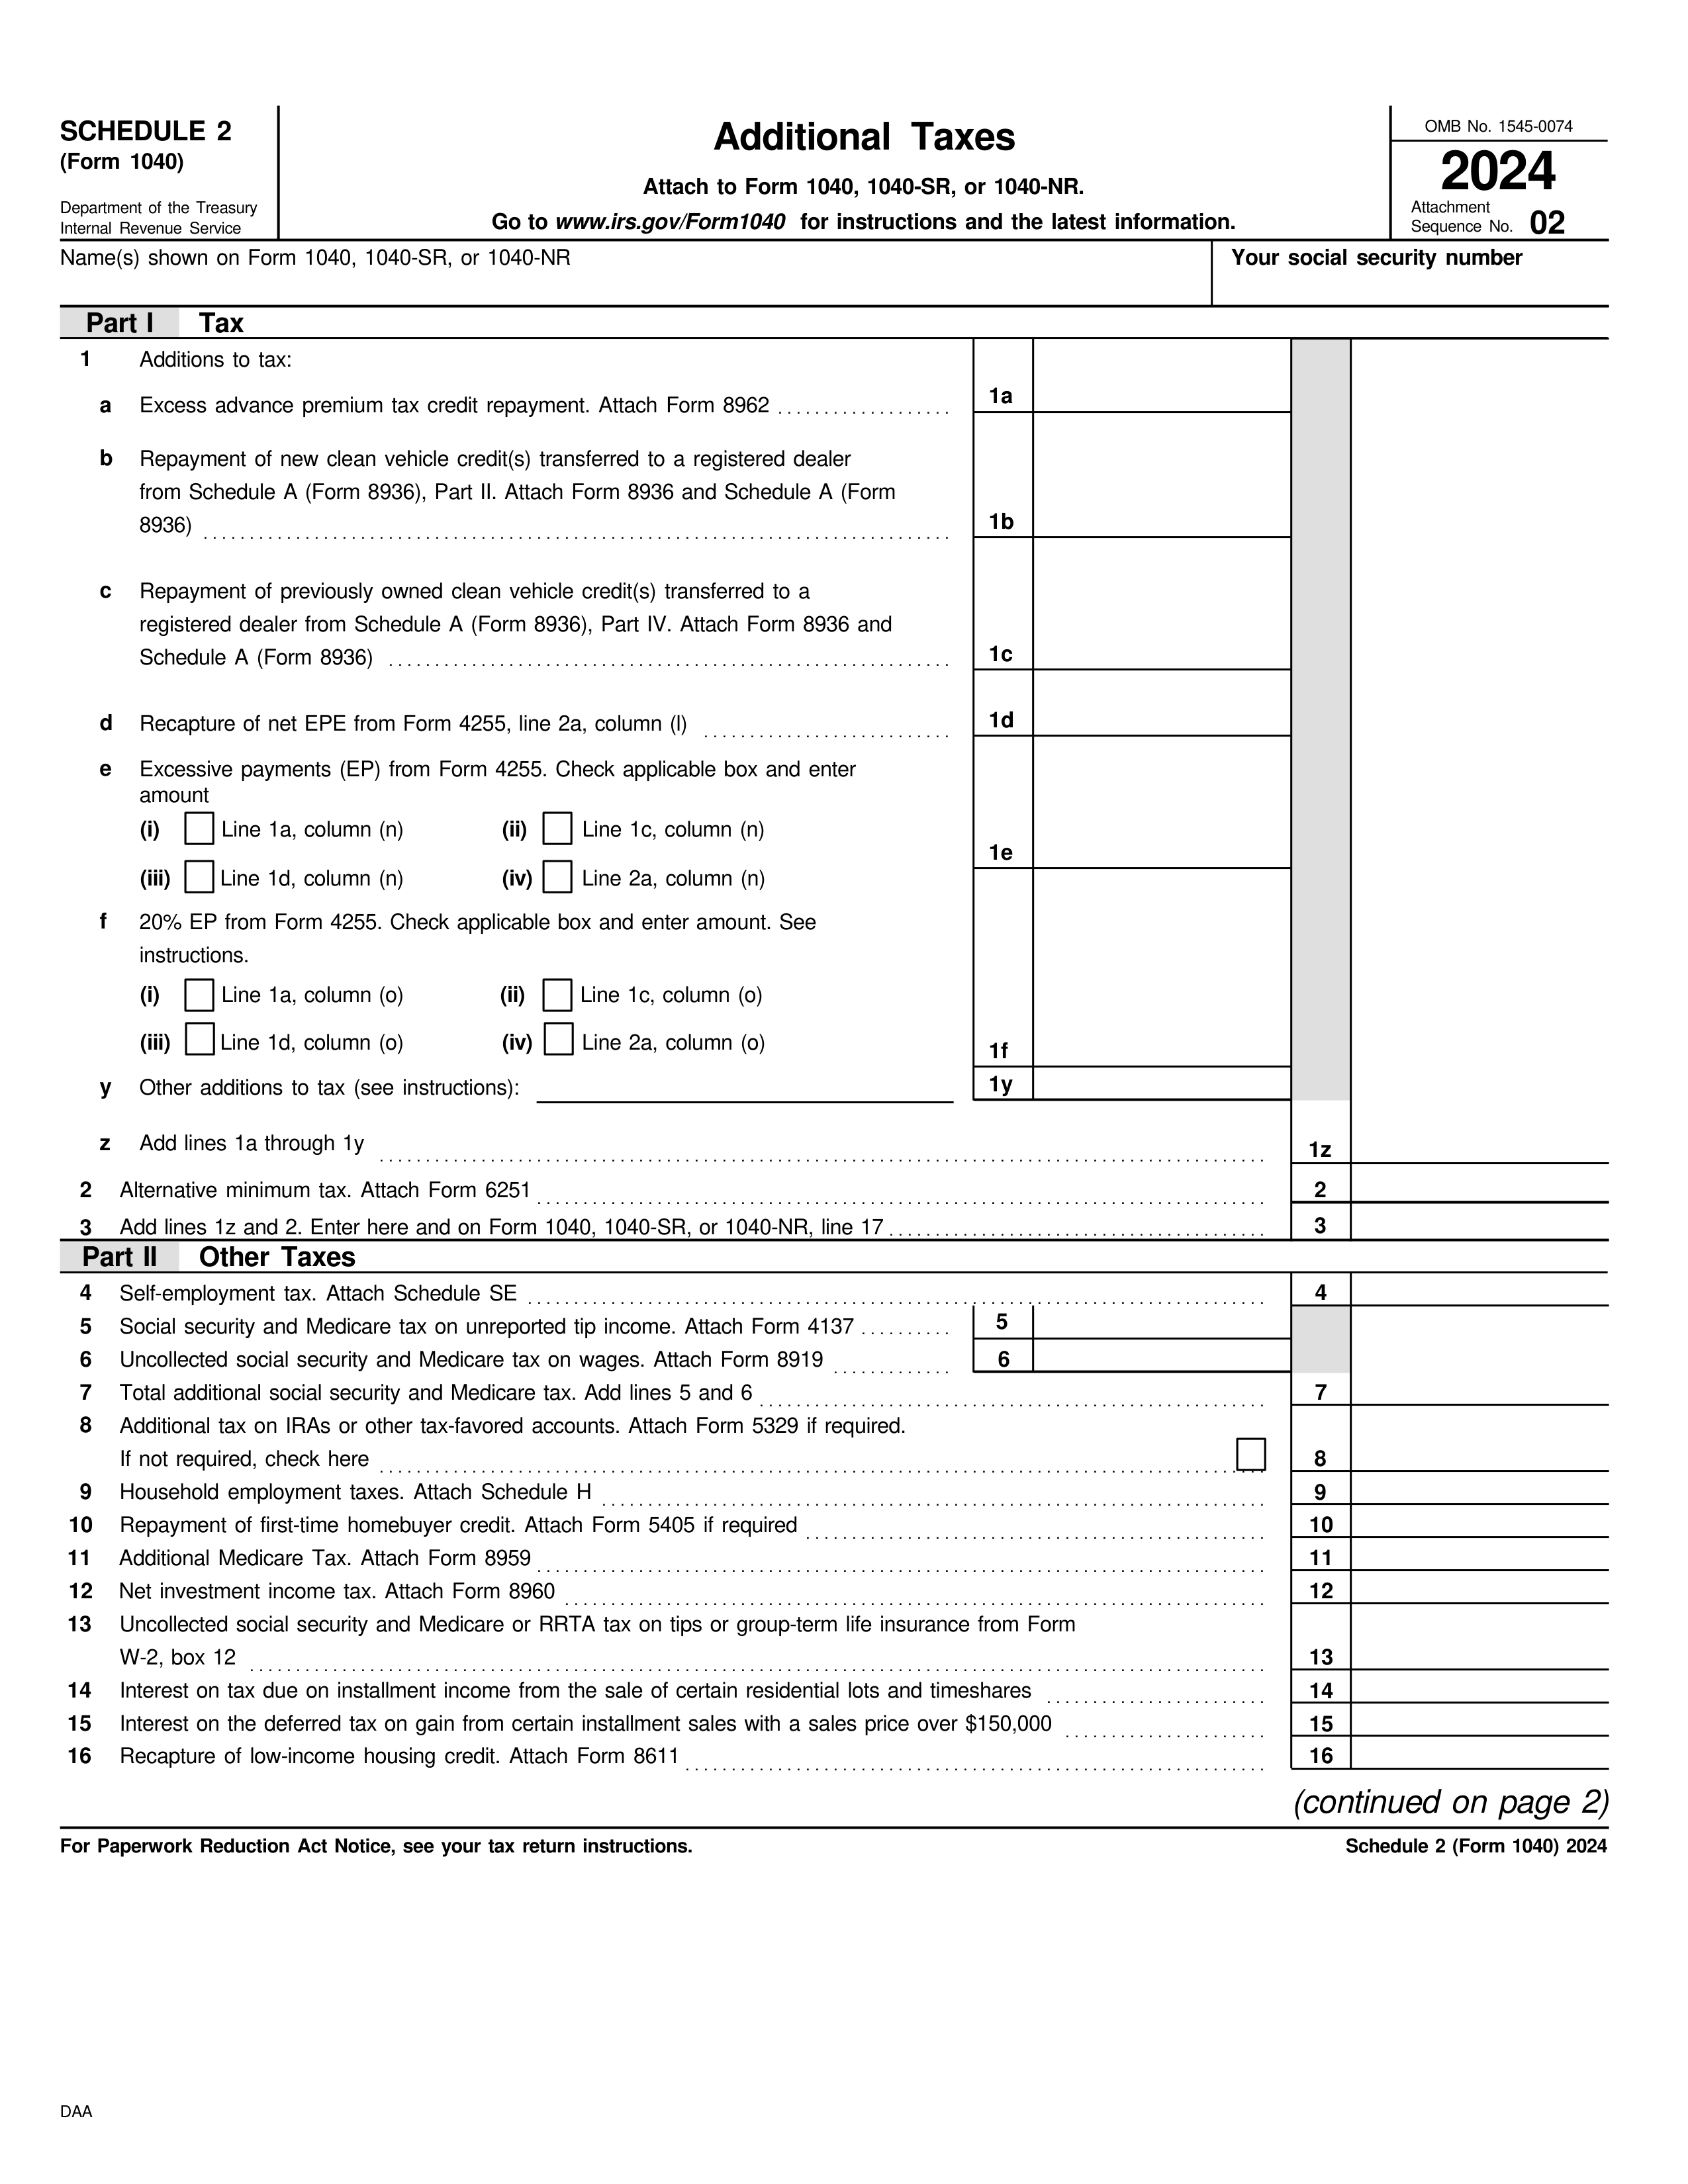 SCHEDULE 2
(Form 1040)
Department of the Treasury
Internal Revenue Service
Additional Taxes
Attach to Form 1040, 1040-SR, or 1040-NR.
Go to www.irs.gov/Form1040 for instructions and the latest information.
OMB No. 1545-0074
2024
Attachment
Sequence No. 02
Name(s) shown on Form 1040, 1040-SR, or 1040-NR
Your social security number
Part I Tax
1 Additions to tax:
a Excess advance premium tax credit repayment. Attach Form 8962 1a
b Repayment of new clean vehicle credit(s) transferred to a registered dealer
from Schedule A (Form 8936), Part II. Attach Form 8936 and Schedule A (Form
8936) 1b
c Repayment of previously owned clean vehicle credit(s) transferred to a
registered dealer from Schedule A (Form 8936), Part IV. Attach Form 8936 and
Schedule A (Form 8936) 1c
d Recapture of net EPE from Form 4255, line 2a, column (l) 1d
e Excessive payments (EP) from Form 4255. Check applicable box and enter
amount
(i) Line 1a, column (n) (ii) Line 1c, column (n)
1e
(iii) Line 1d, column (n) (iv) Line 2a, column (n)
f 20% EP from Form 4255. Check applicable box and enter amount. See
instructions.
(i) Line 1a, column (o) (ii) Line 1c, column (o)
(iii) Line 1d, column (o) (iv) Line 2a, column (o) 1f
y Other additions to tax (see instructions): 1y
z Add lines 1a through 1y 1z
2 Alternative minimum tax. Attach Form 6251 2
3 Add lines 1z and 2. Enter here and on Form 1040, 1040-SR, or 1040-NR, line 17 3
Part II Other Taxes
4 Self-employment tax. Attach Schedule SE 4
5 Social security and Medicare tax on unreported tip income. Attach Form 4137 5
6 Uncollected social security and Medicare tax on wages. Attach Form 8919 6
7 Total additional social security and Medicare tax. Add lines 5 and 6 7
8 Additional tax on IRAs or other tax-favored accounts. Attach Form 5329 if required.
If not required, check here 8
9 Household employment taxes. Attach Schedule H 9
10 Repayment of first-time homebuyer credit. Attach Form 5405 if required 10
11 Additional Medicare Tax. Attach Form 8959 11
12 Net investment income tax. Attach Form 8960 12
13 Uncollected social security and Medicare or RRTA tax on tips or group-term life insurance from Form
W-2, box 12 13
14 Interest on tax due on installment income from the sale of certain residential lots and timeshares 14
15 Interest on the deferred tax on gain from certain installment sales with a sales price over $150,000 15
16 Recapture of low-income housing credit. Attach Form 8611 16
(continued on page 2)
For Paperwork Reduction Act Notice, see your tax return instructions. Schedule 2 (Form 1040) 2024
DAA